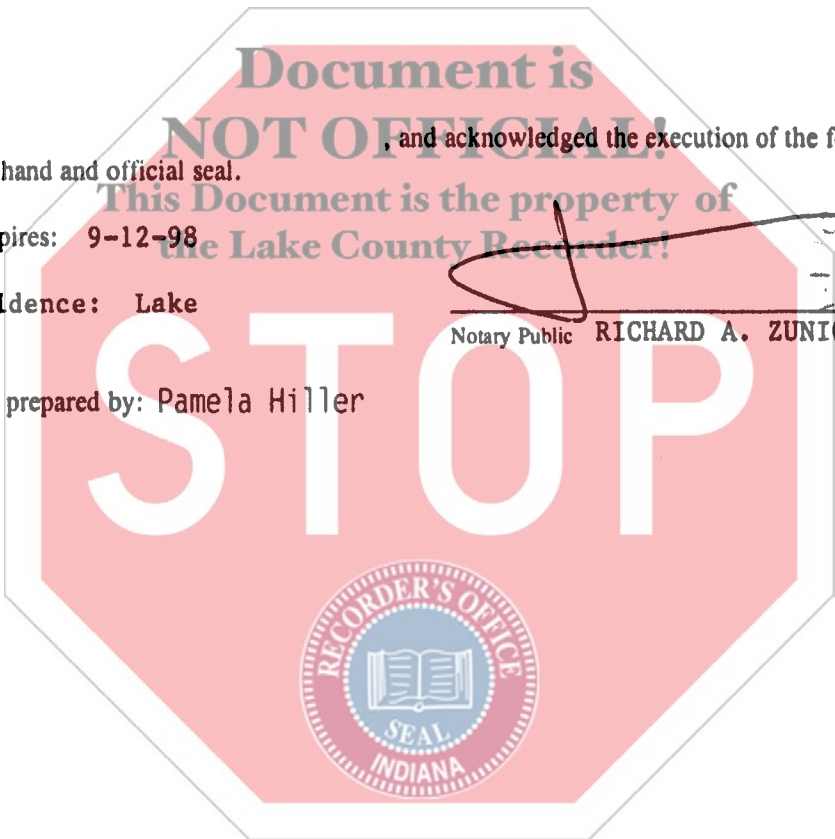 Document is
NOT OFFICIAL!
, and acknowledged the execution of the f
hand and official seal.
This Document is the property of
pires: 9-12-98
the Lake County Recorder!
idence: Lake
Notary Public RICHARD A. ZUNI
prepared by: Pamela Hiller
STOP
RECORDER'S OFFICE
SEAL
INDIANA